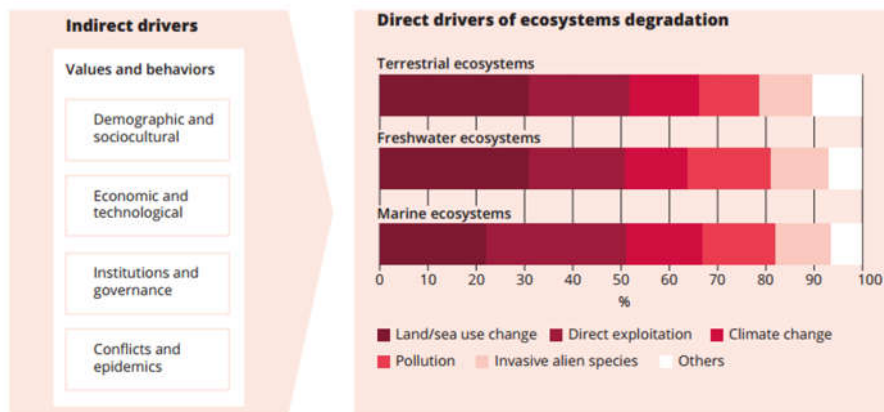 Indirect drivers
Values and behaviors
Demographic and
sociocultural
Economic and
technological
Institutions and
governance
Conflicts and
epidemics
Direct drivers of ecosystems degradation
Terrestrial ecosystems
Freshwater ecosystems
Marine ecosystems
0 10 20 30 40 50 60 70 80 90 100
%
Land/sea use change Direct exploitation Climate change
Pollution Invasive alien species Others